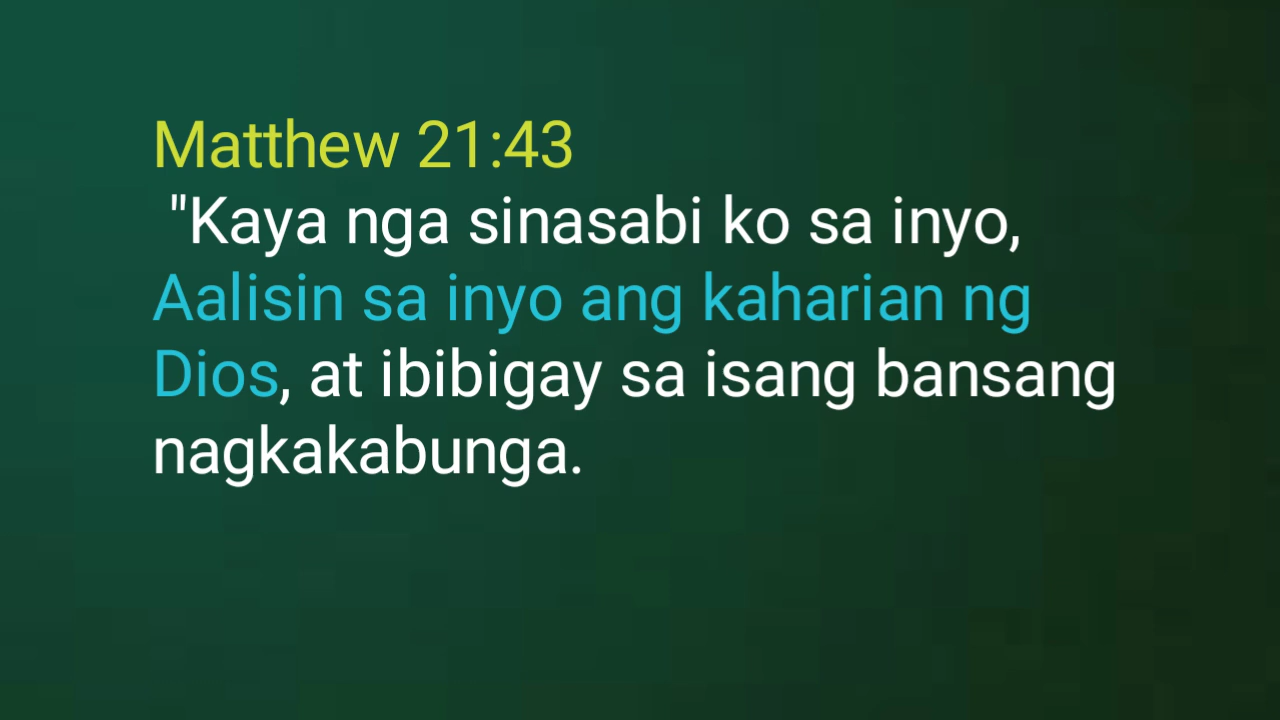 Matthew 21:43
"Kaya nga sinasabi ko sa inyo,
Aalisin sa inyo ang kaharian ng
Dios, at ibibigay sa isang bansang
nagkakabunga.